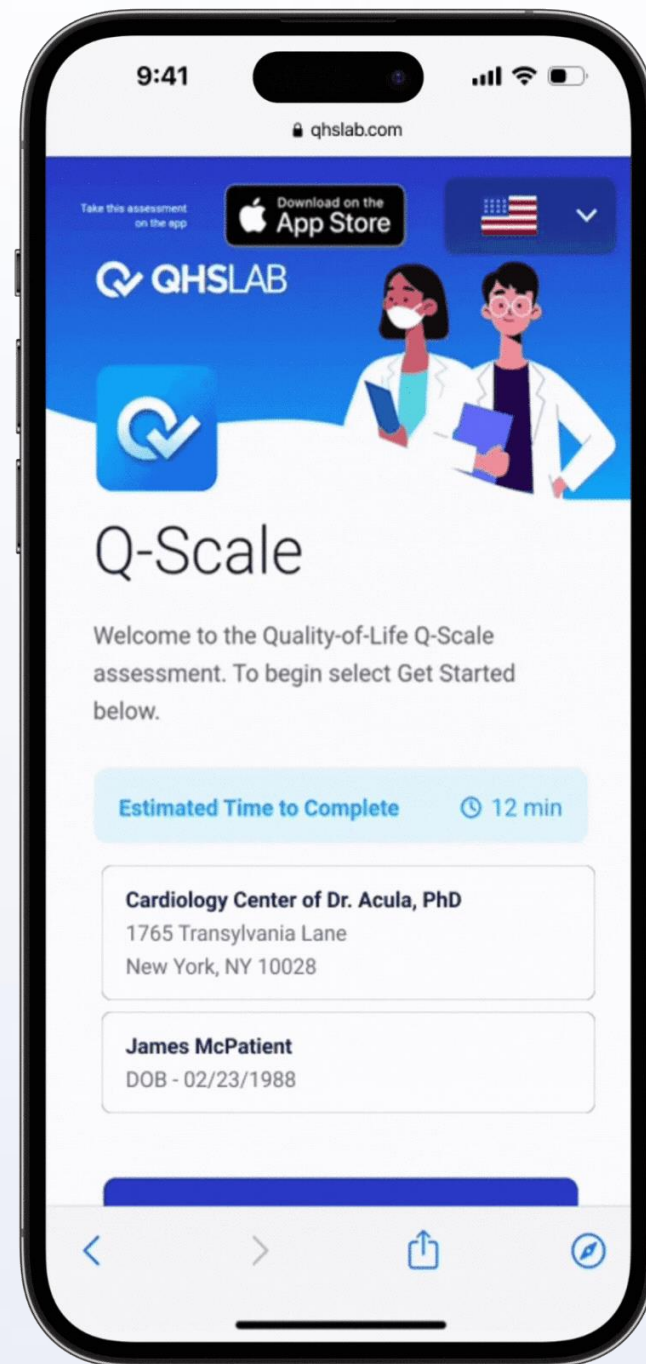 9:41
qhslab.com
Take this assessment
on the app
Download on the
App Store
QHSLAB
Q-Scale
Welcome to the Quality-of-Life Q-Scale
assessment. To begin select Get Started
below.
Estimated Time to Complete 12 min
Cardiology Center of Dr. Acula, PhD
1765 Transylvania Lane
New York, NY 10028
James McPatient
DOB - 02/23/1988